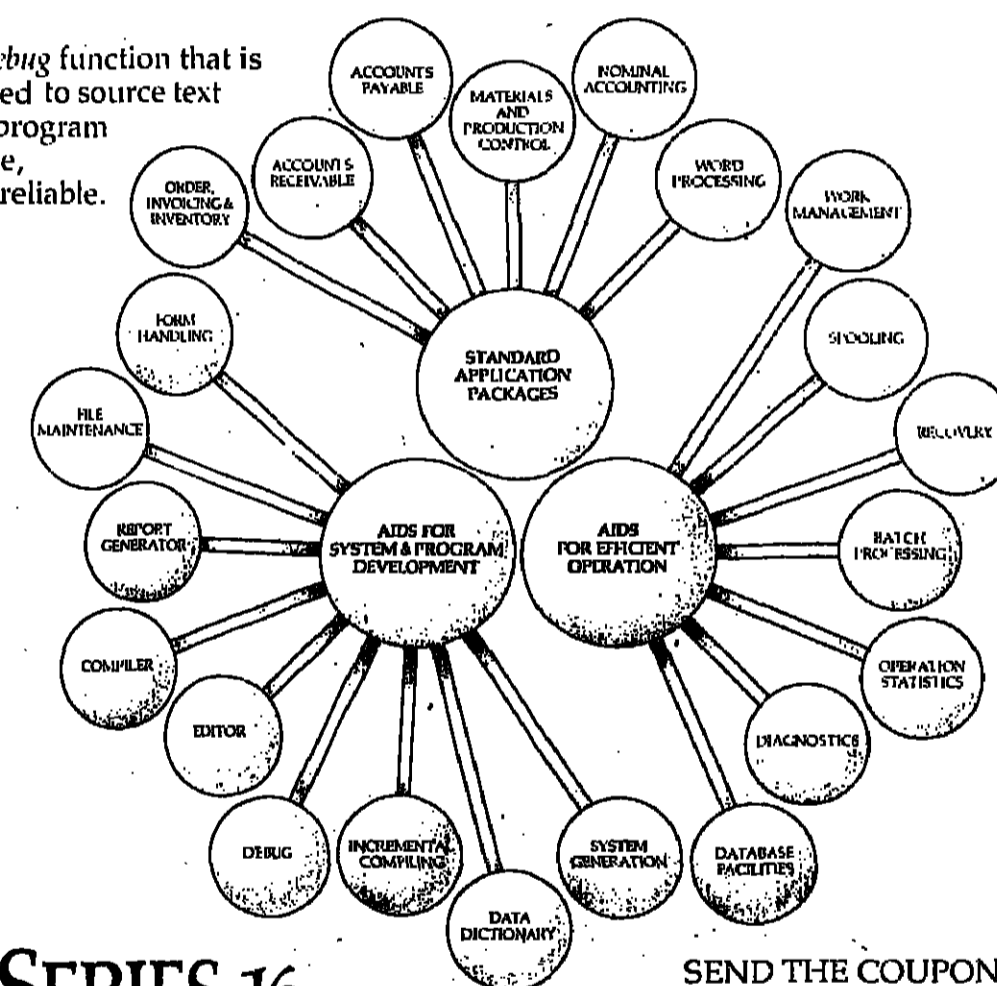 ebug function that is
ed to source text
program
e,
reliable.
ACCOUNTS
PAYABLE
MATERIALS
AND
PRODUCTION
CONTROL
NOMINAL
ACCOUNTING
ACCOUNTS
RECEIVABLE
WORD
PROCESSING
ORDER,
INVOICING &
INVENTORY
WORK
MANAGEMENT
FORM
HANDLING
SPOOLING
STANDARD
APPLICATION
PACKAGES
FILE
MAINTENANCE
RECOVERY
REPORT
GENERATOR
AIDS FOR
SYSTEM & PROGRAM
DEVELOPMENT
AIDS
FOR EFFICIENT
OPERATION
BATCH
PROCESSING
COMPILER
OPERATION
STATISTICS
EDITOR
DIAGNOSTICS
DEBUG
INCREMENTAL
COMPILING
SYSTEM
GENERATION
DATABASE
FACILITIES
DATA
DICTIONARY
SERIES 16
SEND THE COUPON